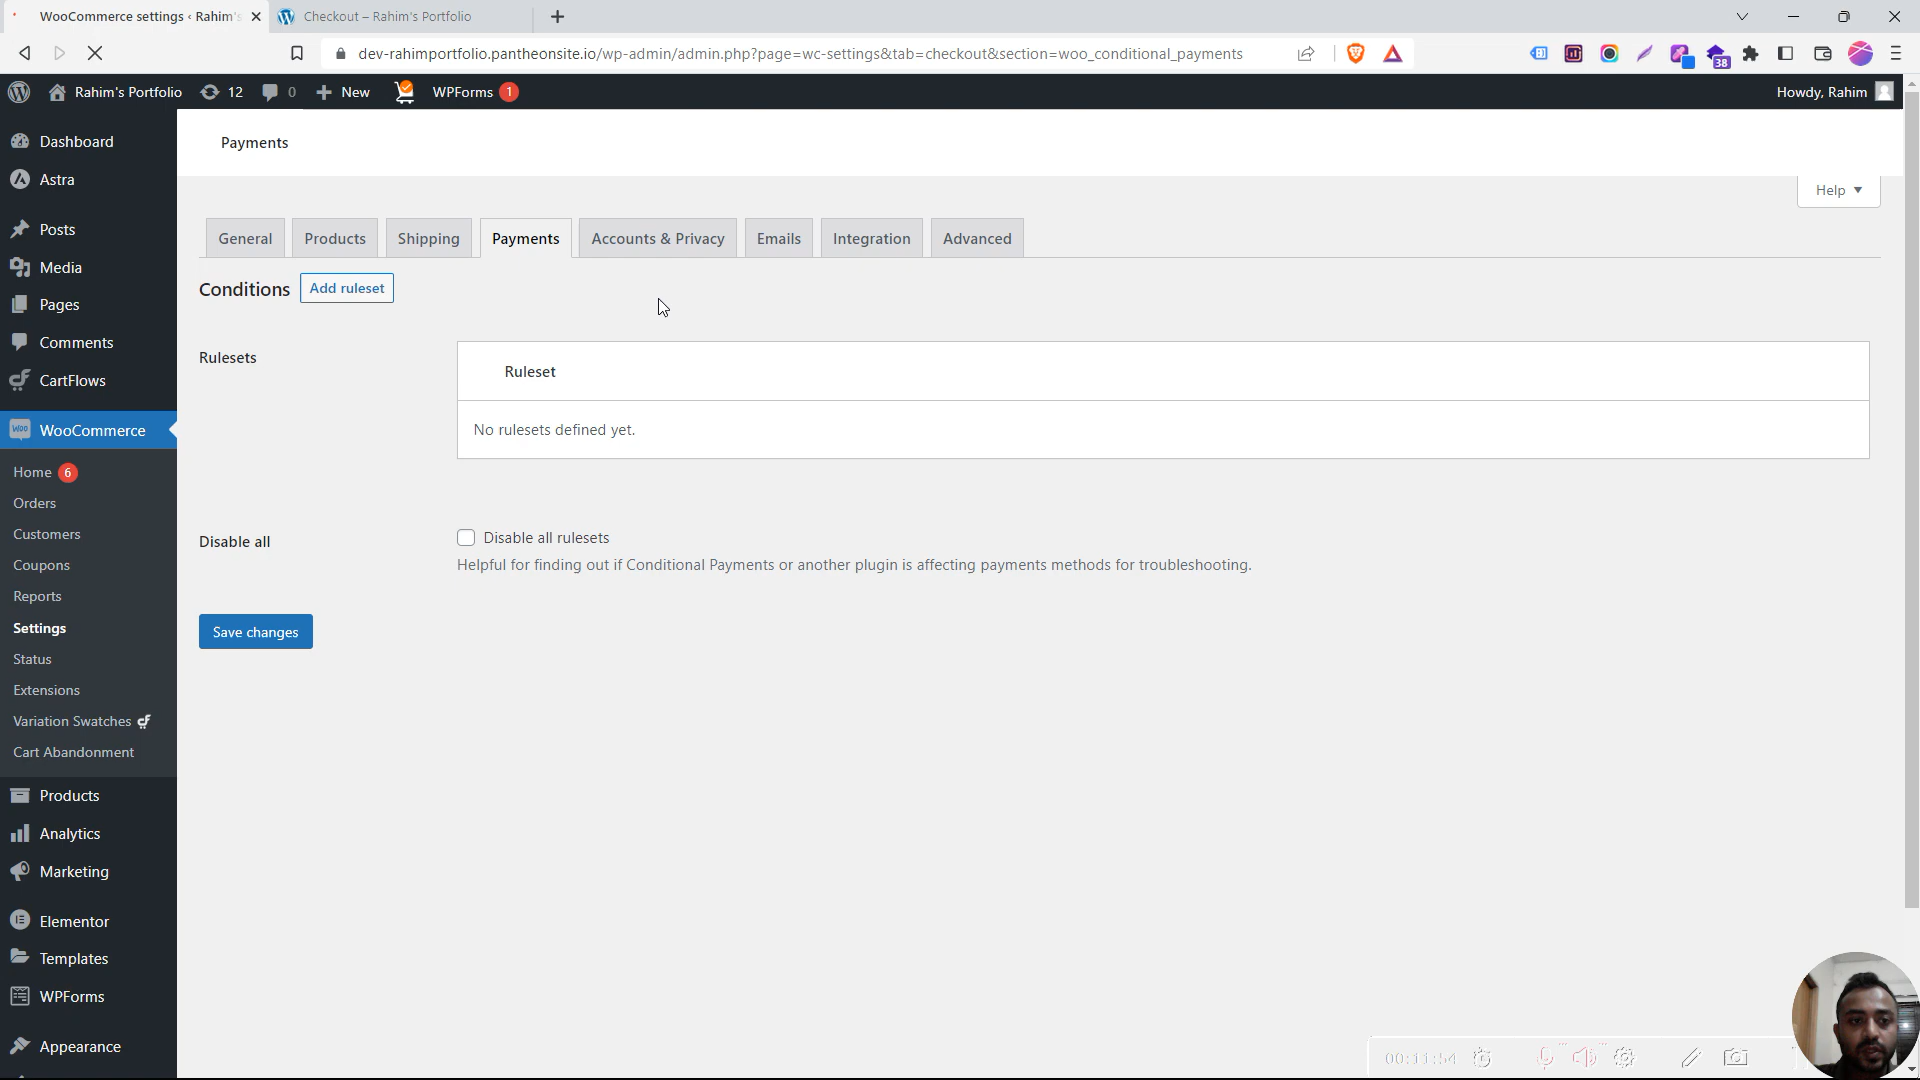 WooCommerce settings ‹ Rahim's
Checkout – Rahim's Portfolio
dev-rahimportfolio.pantheonsite.io/wp-admin/admin.php?page=wc-settings&tab=checkout&section=woo_conditional_payments
38
Rahim's Portfolio
12
0
New
WPForms 1
Howdy, Rahim
Dashboard
Astra
Posts
Media
Pages
Comments
CartFlows
WooCommerce
Home 6
Orders
Customers
Coupons
Reports
Settings
Status
Extensions
Variation Swatches
Cart Abandonment
Products
Analytics
Marketing
Elementor
Templates
WPForms
Appearance
Payments
Help
General
Products
Shipping
Payments
Accounts & Privacy
Emails
Integration
Advanced
Conditions
Add ruleset
Rulesets
Ruleset
No rulesets defined yet.
Disable all
Disable all rulesets
Helpful for finding out if Conditional Payments or another plugin is affecting payments methods for troubleshooting.
Save changes
00:11:54